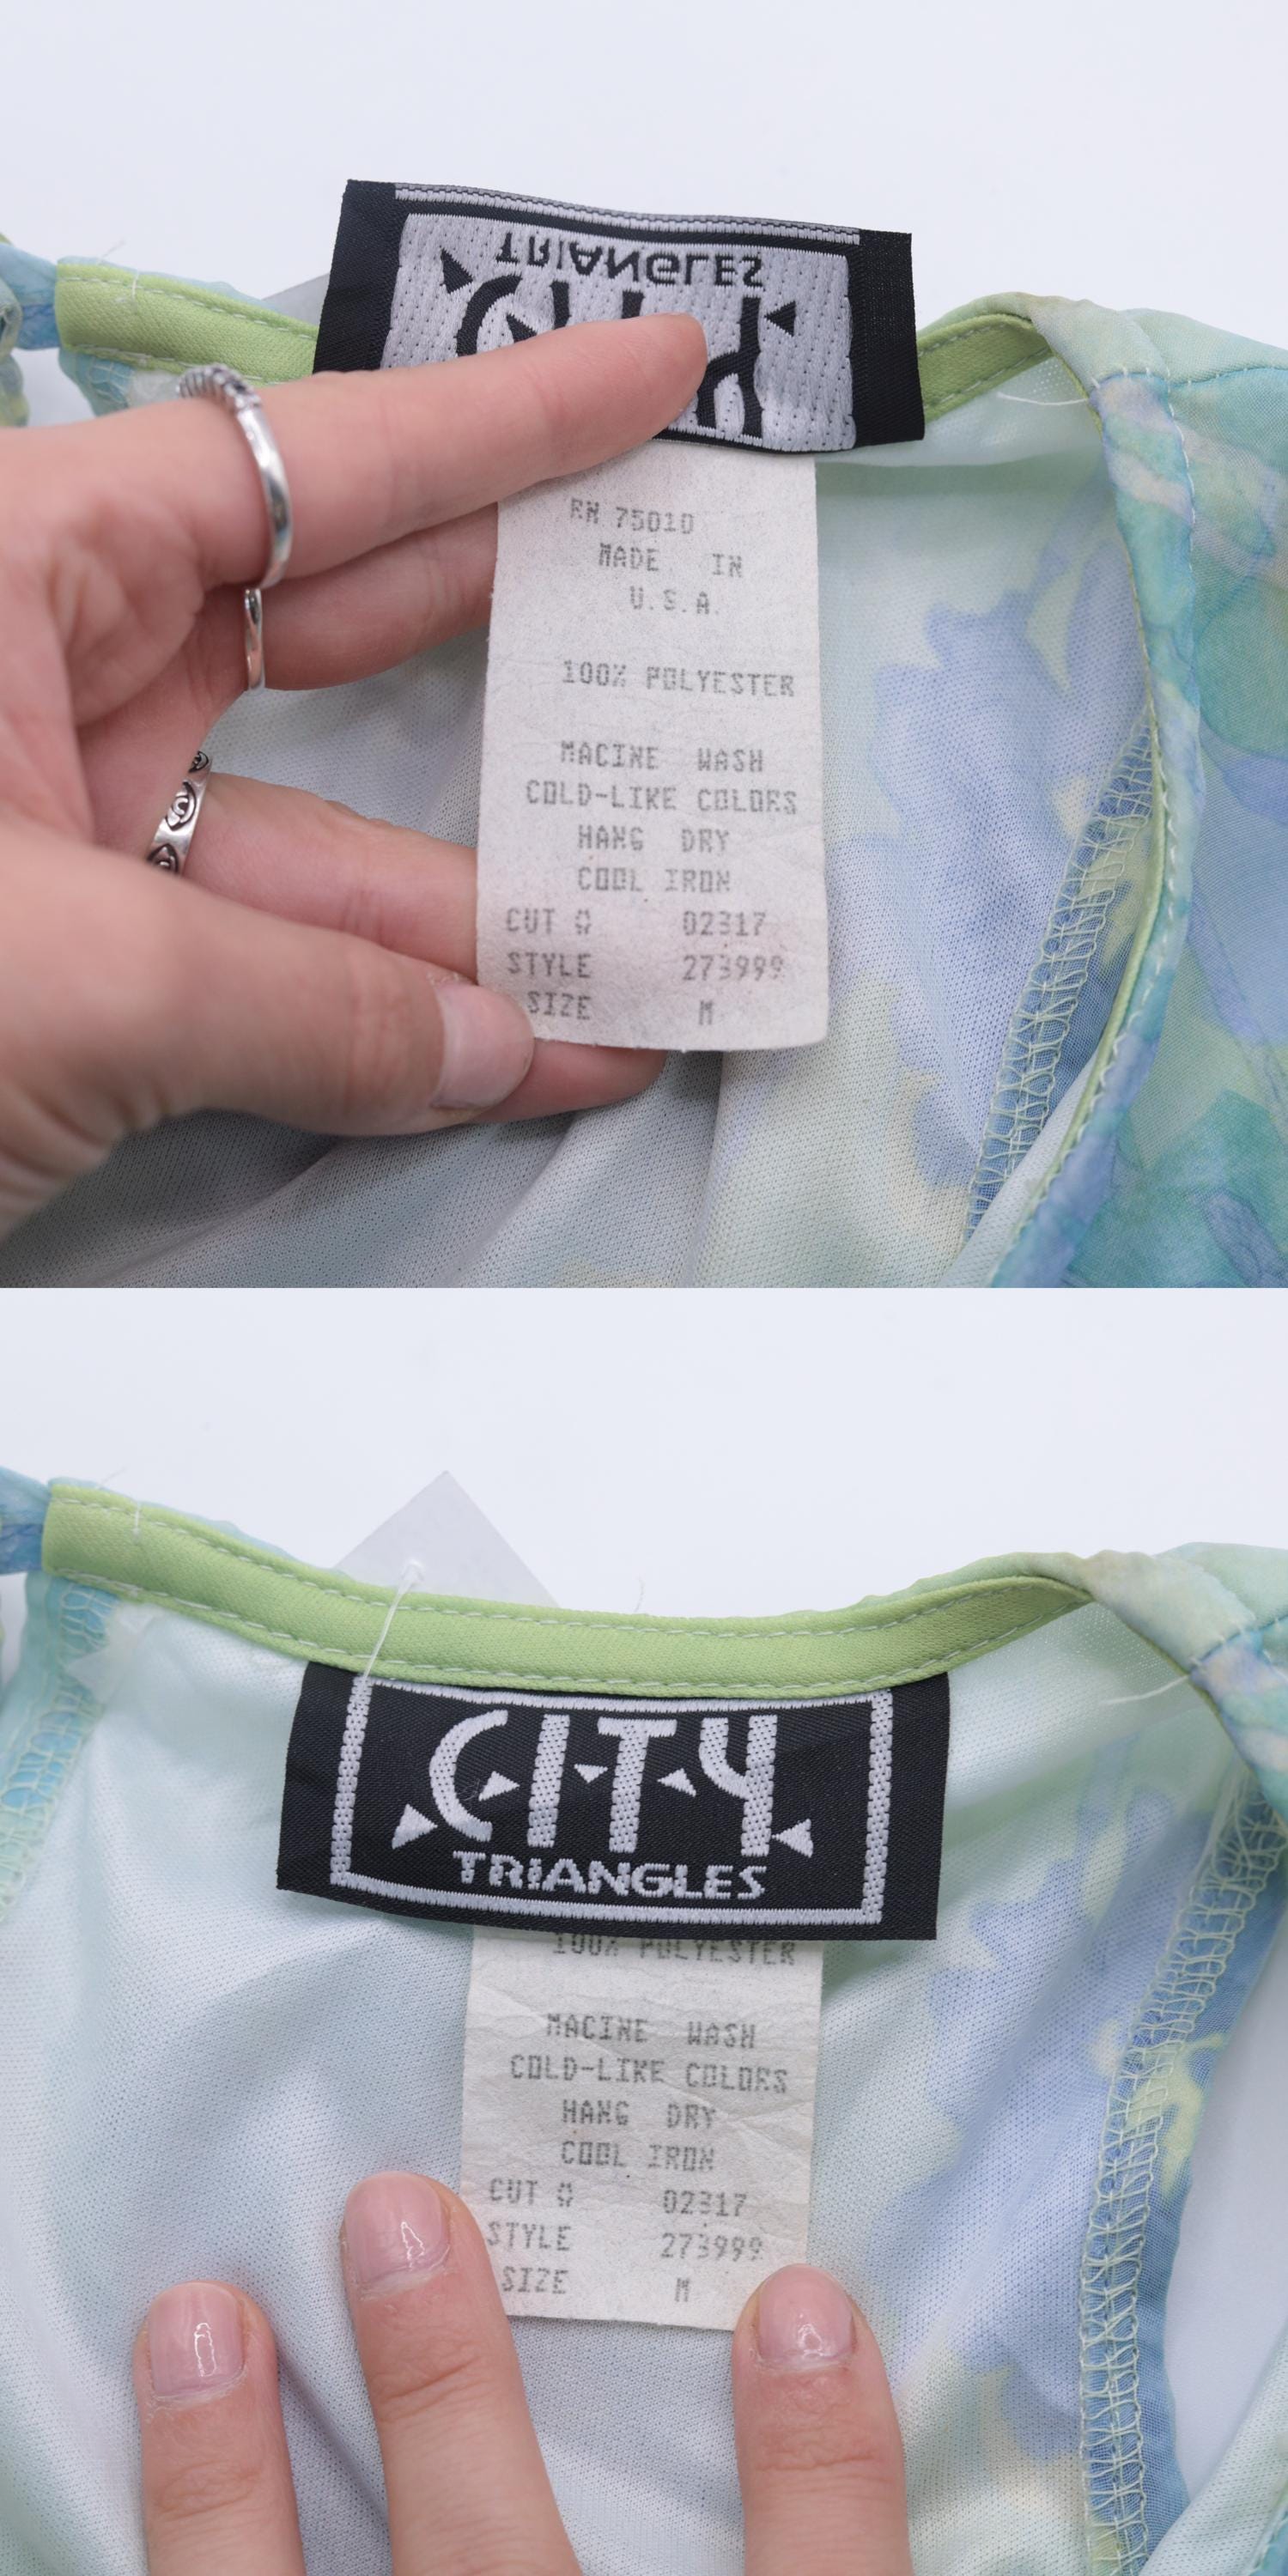 TRIANGLES
CITY
RN 75010
MADE IN
U.S.A.
100% POLYESTER
MACINE WASH
COLD-LIKE COLORS
HANG DRY
COOL IRON
CUT # 02317
STYLE 273999
SIZE M
CITY
TRIANGLES
100% POLYESTER
MACINE WASH
COLD-LIKE COLORS
HANG DRY
COOL IRON
CUT # 02317
STYLE 273999
SIZE M